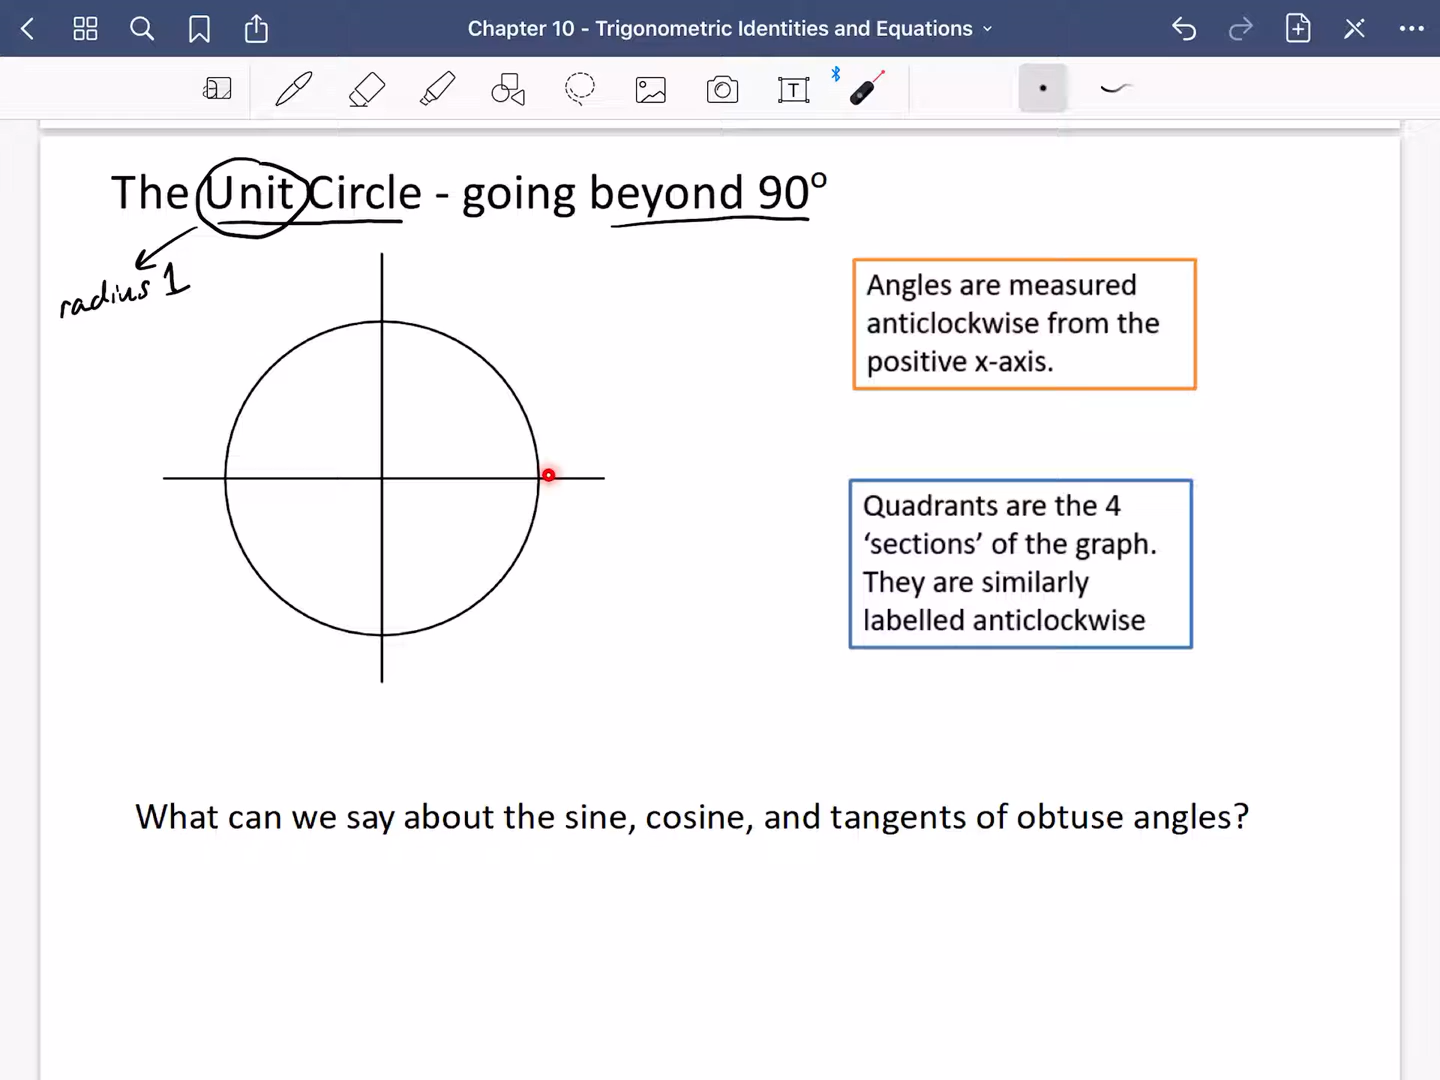 Chapter 10 - Trigonometric Identities and Equations
T
The Unit Circle - going beyond 90°
radius 1
Angles are measured
anticlockwise from the
positive x-axis.
Quadrants are the 4
‘sections’ of the graph.
They are similarly
labelled anticlockwise
What can we say about the sine, cosine, and tangents of obtuse angles?